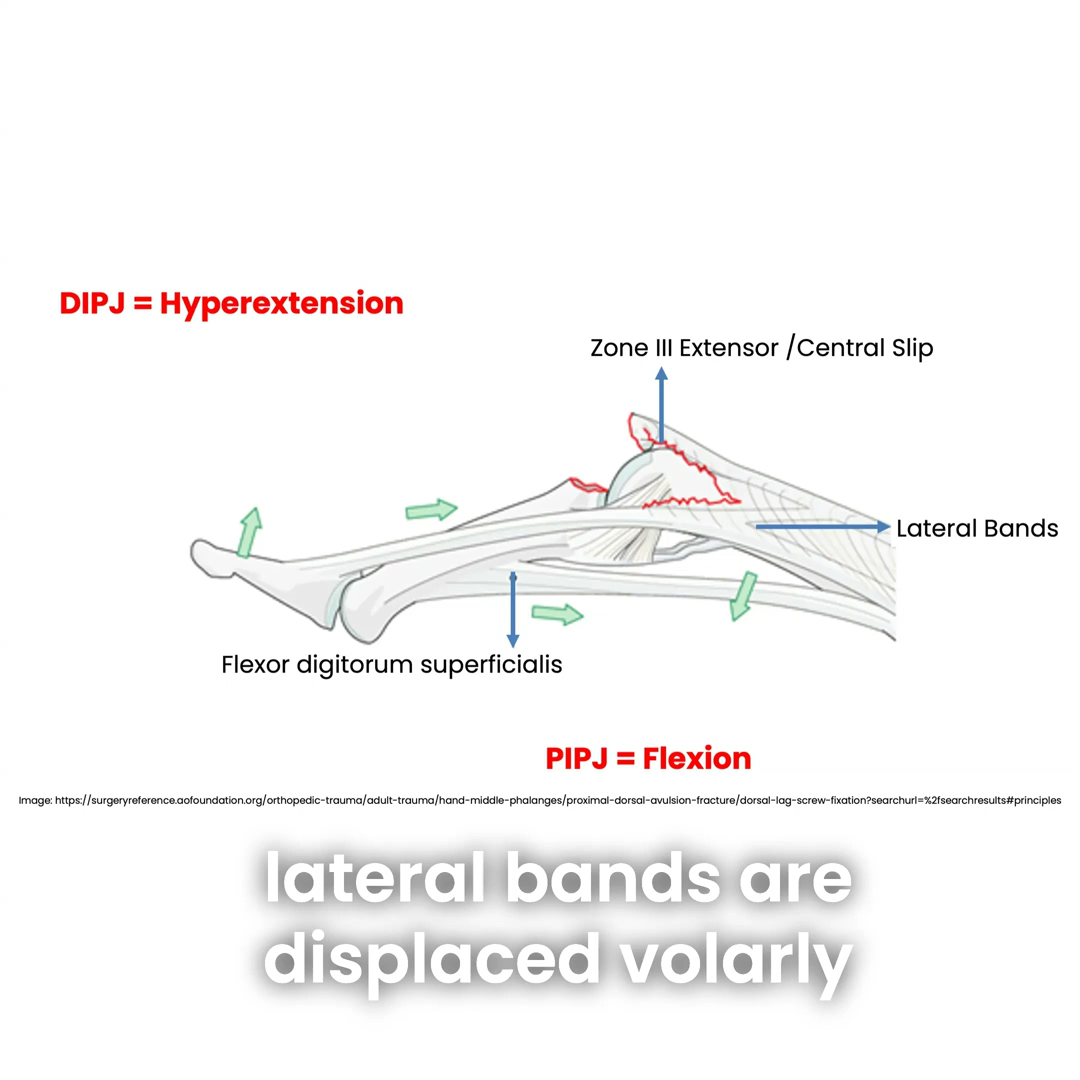 DIPJ = Hyperextension
Zone III Extensor /Central Slip
Lateral Bands
Flexor digitorum superficialis
PIPJ = Flexion
Image: https://surgeryreference.aofoundation.org/orthopedic-trauma/adult-trauma/hand-middle-phalanges/proximal-dorsal-avulsion-fracture/dorsal-lag-screw-fixation?searchurl=%2fsearchresults#principles
lateral bands are
displaced volarly